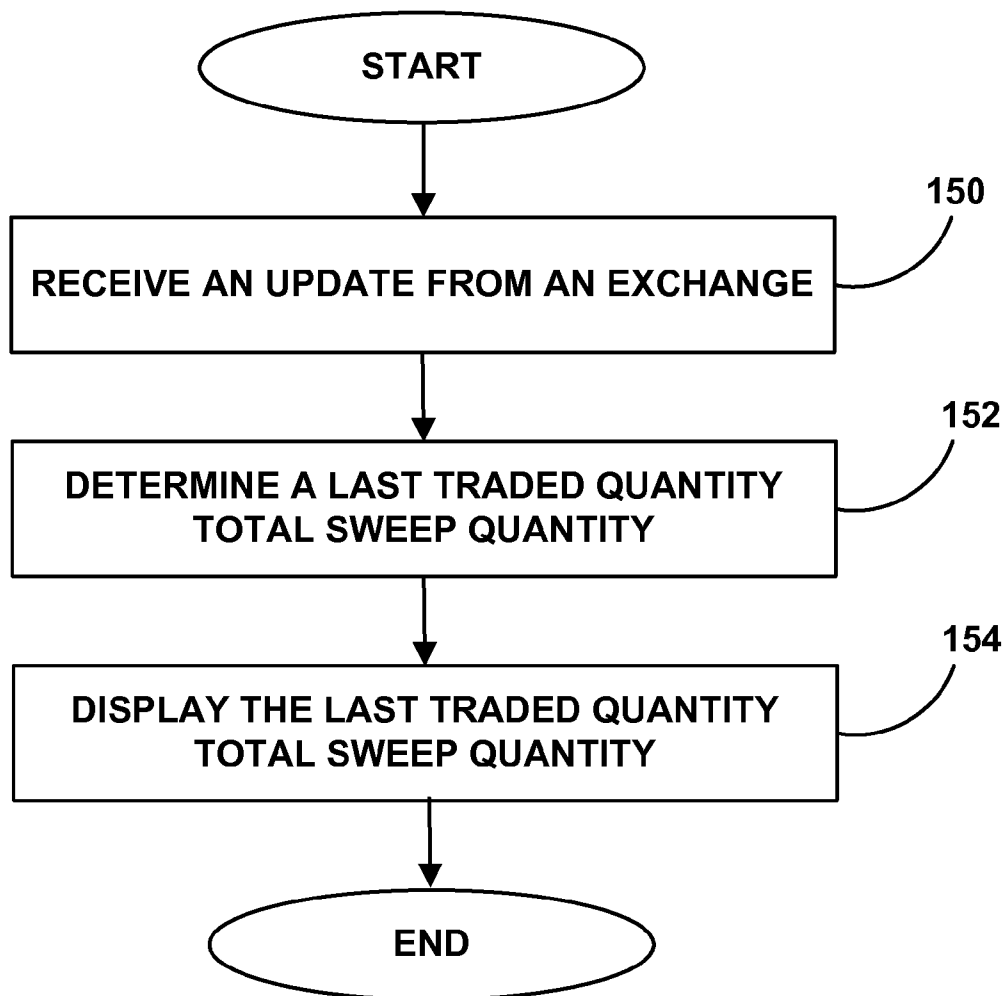 START
150
RECEIVE AN UPDATE FROM AN EXCHANGE
152
DETERMINE A LAST TRADED QUANTITY
TOTAL SWEEP QUANTITY
154
DISPLAY THE LAST TRADED QUANTITY
TOTAL SWEEP QUANTITY
END